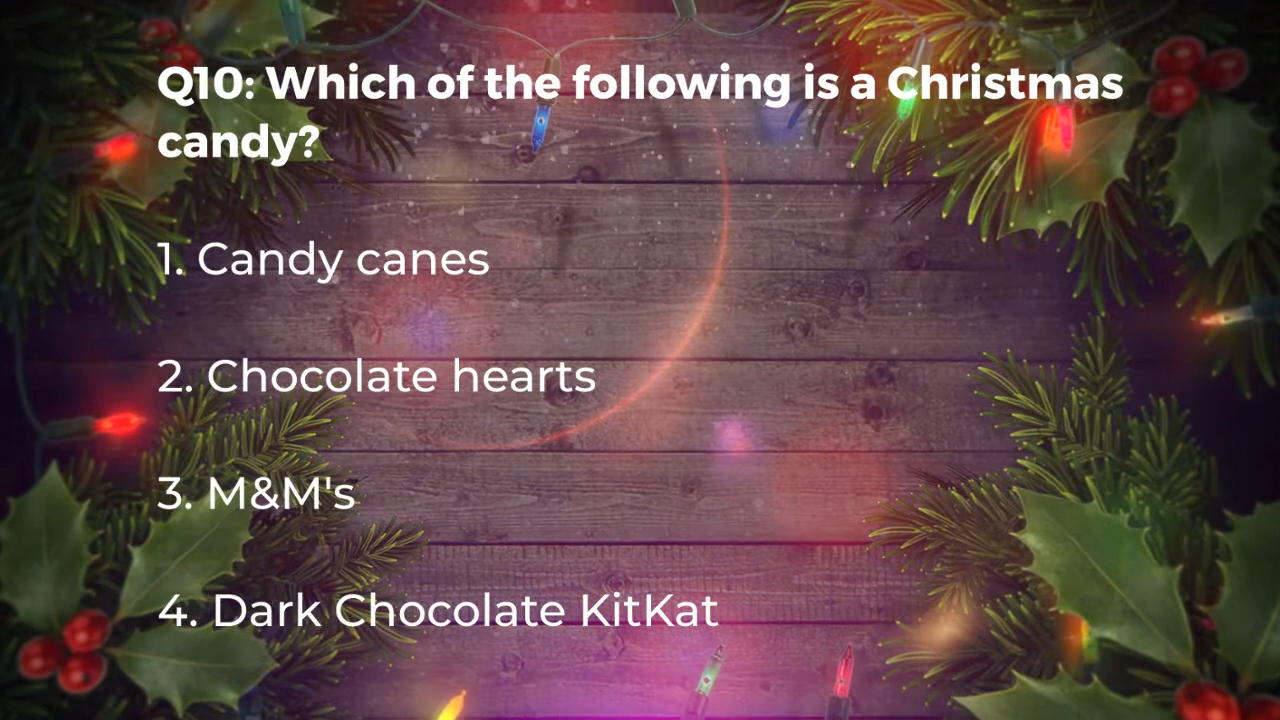 Q10: Which of the following is a Christmas
candy?
1. Candy canes
2. Chocolate hearts
3. M&M's
4. Dark Chocolate KitKat